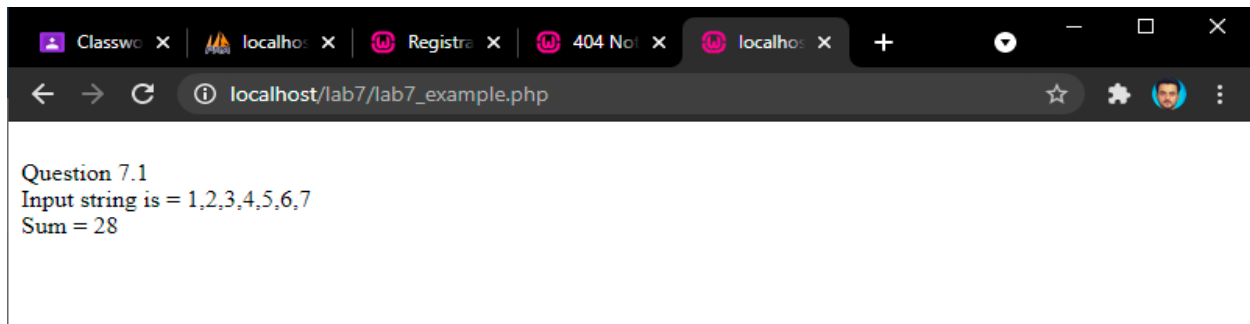 Classwo localhos Registra 404 Not localhos
localhost/lab7/lab7_example.php
Question 7.1
Input string is = 1,2,3,4,5,6,7
Sum = 28